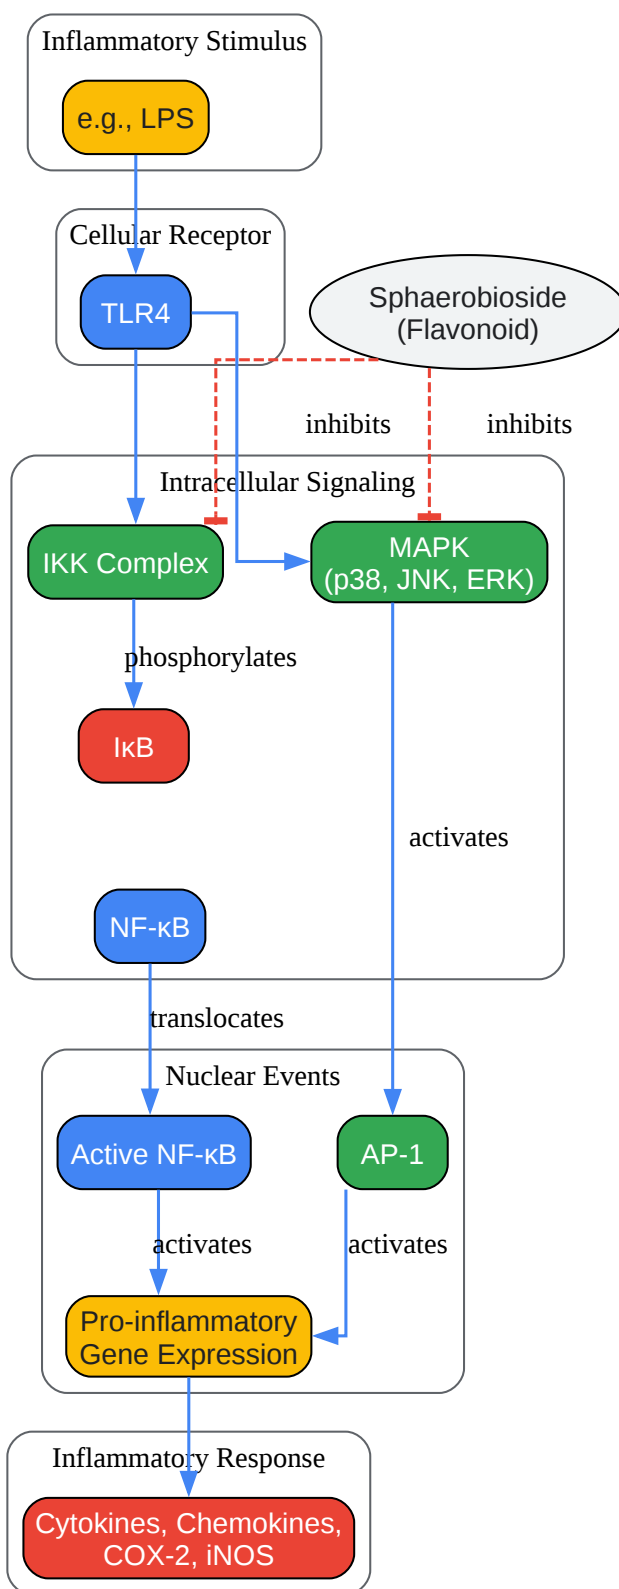 Inflammatory Stimulus
e.g., LPS
Cellular Receptor
TLR4
Sphaerobioside
(Flavonoid)
inhibits
inhibits
Intracellular Signaling
IKK Complex
MAPK
(p38, JNK, ERK)
phosphorylates
IκB
activates
NF-κB
translocates
Nuclear Events
Active NF-κB
AP-1
activates
activates
Pro-inflammatory
Gene Expression
Inflammatory Response
Cytokines, Chemokines,
COX-2, iNOS